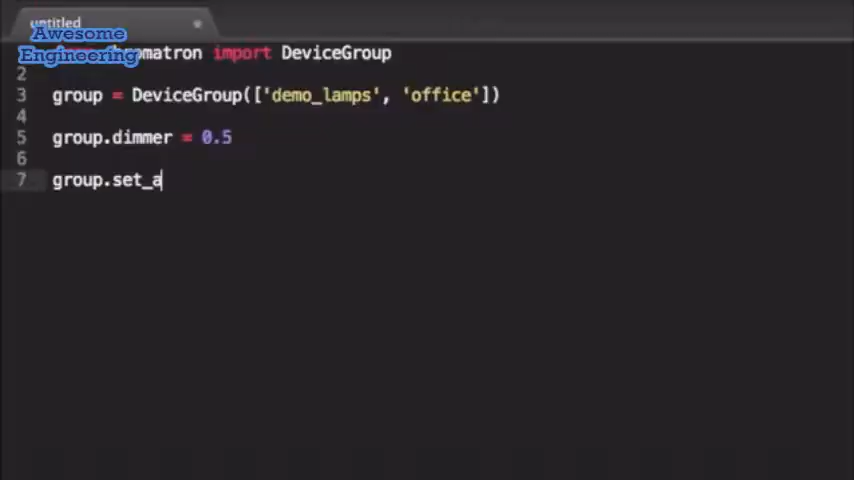 untitled
Awesome
Engineering
import DeviceGroup
2
3 group = DeviceGroup(['demo_lamps', 'office'])
4
5 group.dimmer = 0.5
6
7 group.set_a